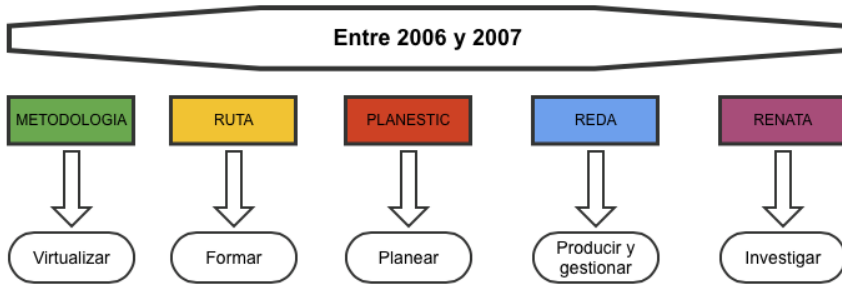 Entre 2006 y 2007
METODOLOGIA
RUTA
PLANESTIC
REDA
RENATA
Virtualizar
Formar
Planear
Producir y
gestionar
Investigar